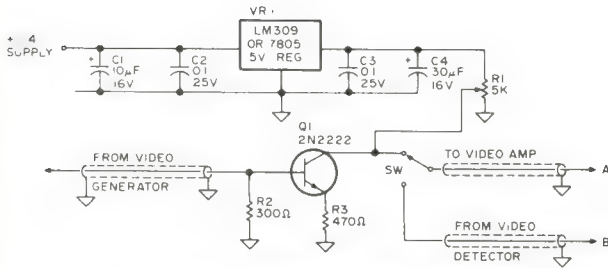 VR1
LM309
OR 7805
5V REG
+ 4
SUPPLY
C1
10µF
16V
C2
01
25V
C3
01
25V
C4
30µF
16V
R1
5K
Q1
2N2222
FROM VIDEO
GENERATOR
R2
300Ω
R3
470Ω
SW
TO VIDEO AMP
A
FROM VIDEO
DETECTOR
B